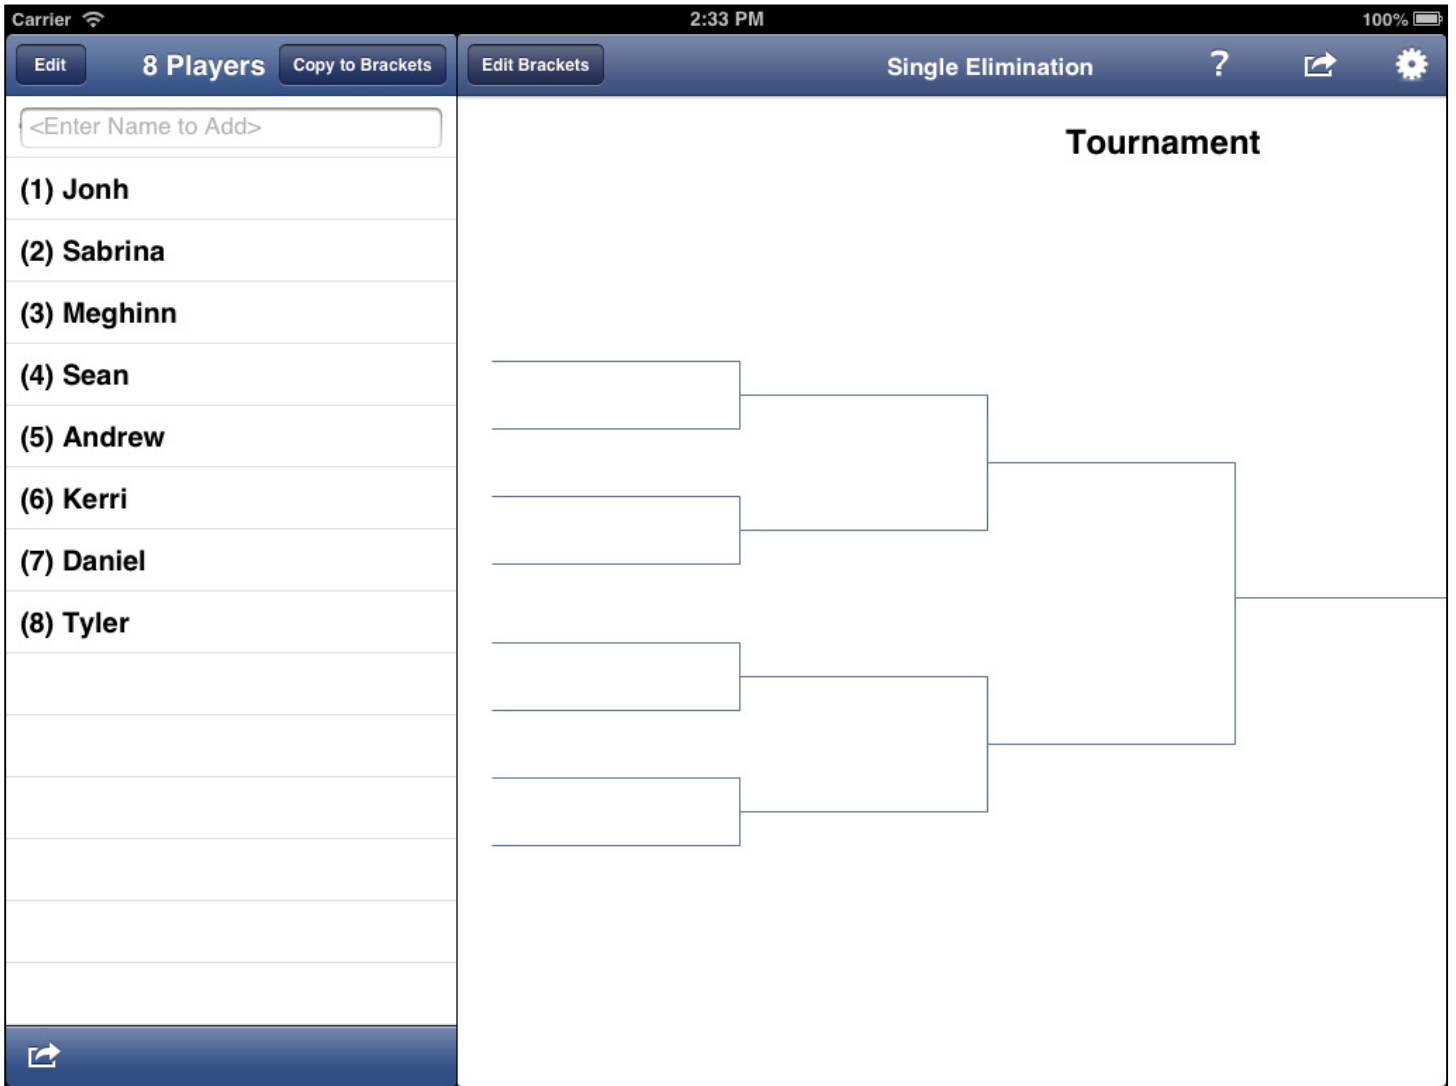 Carrier
2:33 PM
100%
Edit
8 Players
Copy to Brackets
Edit Brackets
Single Elimination
?
<Enter Name to Add>
Tournament
(1) Jonh
(2) Sabrina
(3) Meghinn
(4) Sean
(5) Andrew
(6) Kerri
(7) Daniel
(8) Tyler